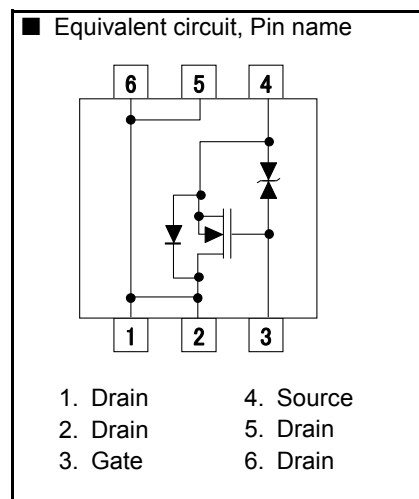 ■ Equivalent circuit, Pin name
6 5 4
1 2 3
1. Drain 4. Source
2. Drain 5. Drain
3. Gate 6. Drain